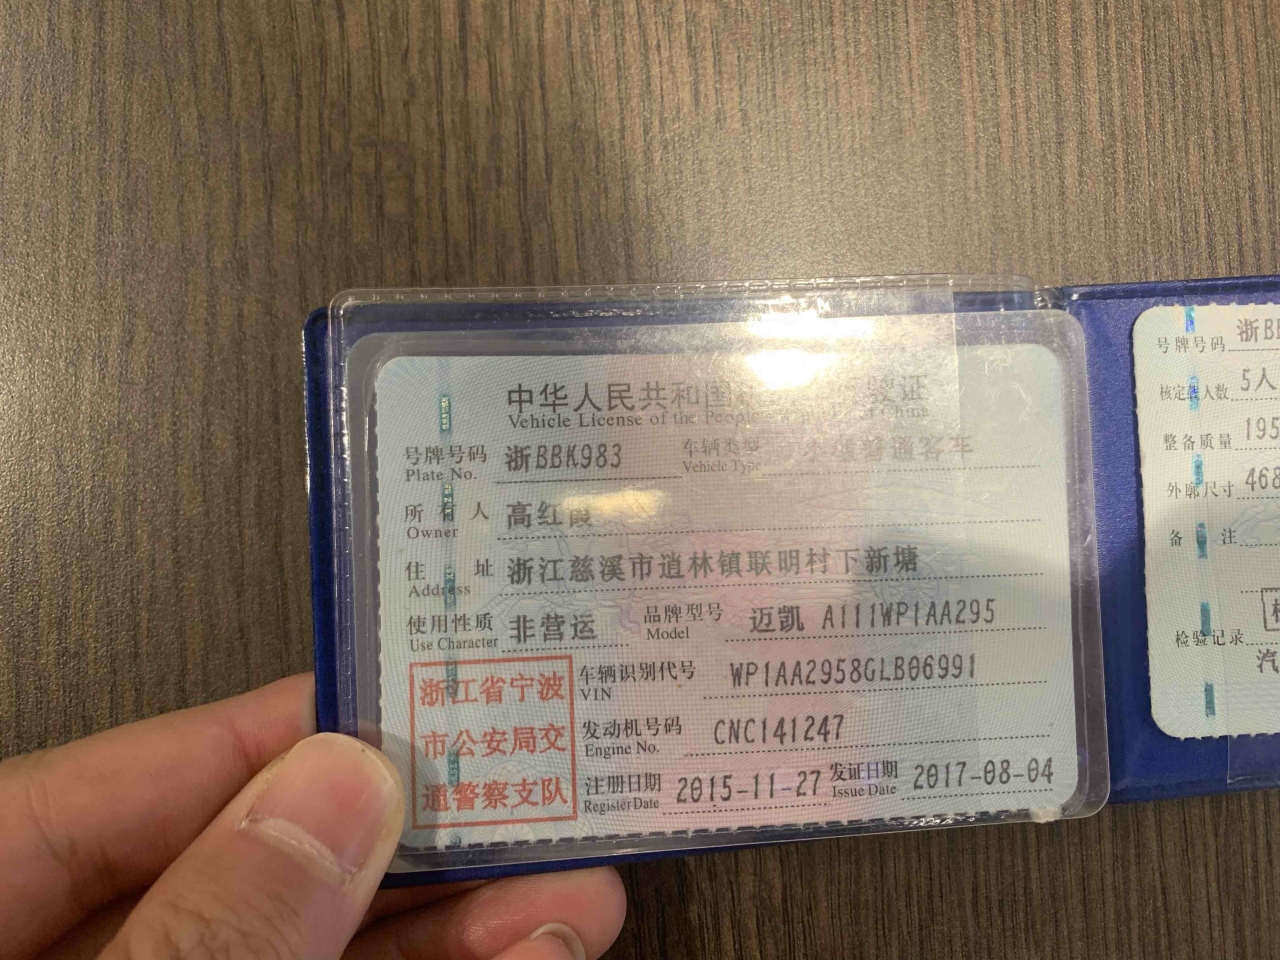 中华人民共和国 驶证
Vehicle License of the People's of China
号牌号码 浙BBK983 车辆类型 小型普通客车
Plate No. Vehicle Type
所有人 高红霞
Owner
住址 浙江慈溪市逍林镇联明村下新塘
Address
使用性质 非营运 品牌型号 迈凯 A111WP1AA295
Use Character Model
浙江省宁波
市公安局交
通警察支队
车辆识别代号 WP1AA2958GLB06991
VIN
发动机号码 CNC141247
Engine No.
注册日期 2015-11-27 发证日期 2017-08-04
Register Date Issue Date
号牌号码 浙B
核定载人数 5人
整备质量 195
外廓尺寸 468
备注
检验记录
汽